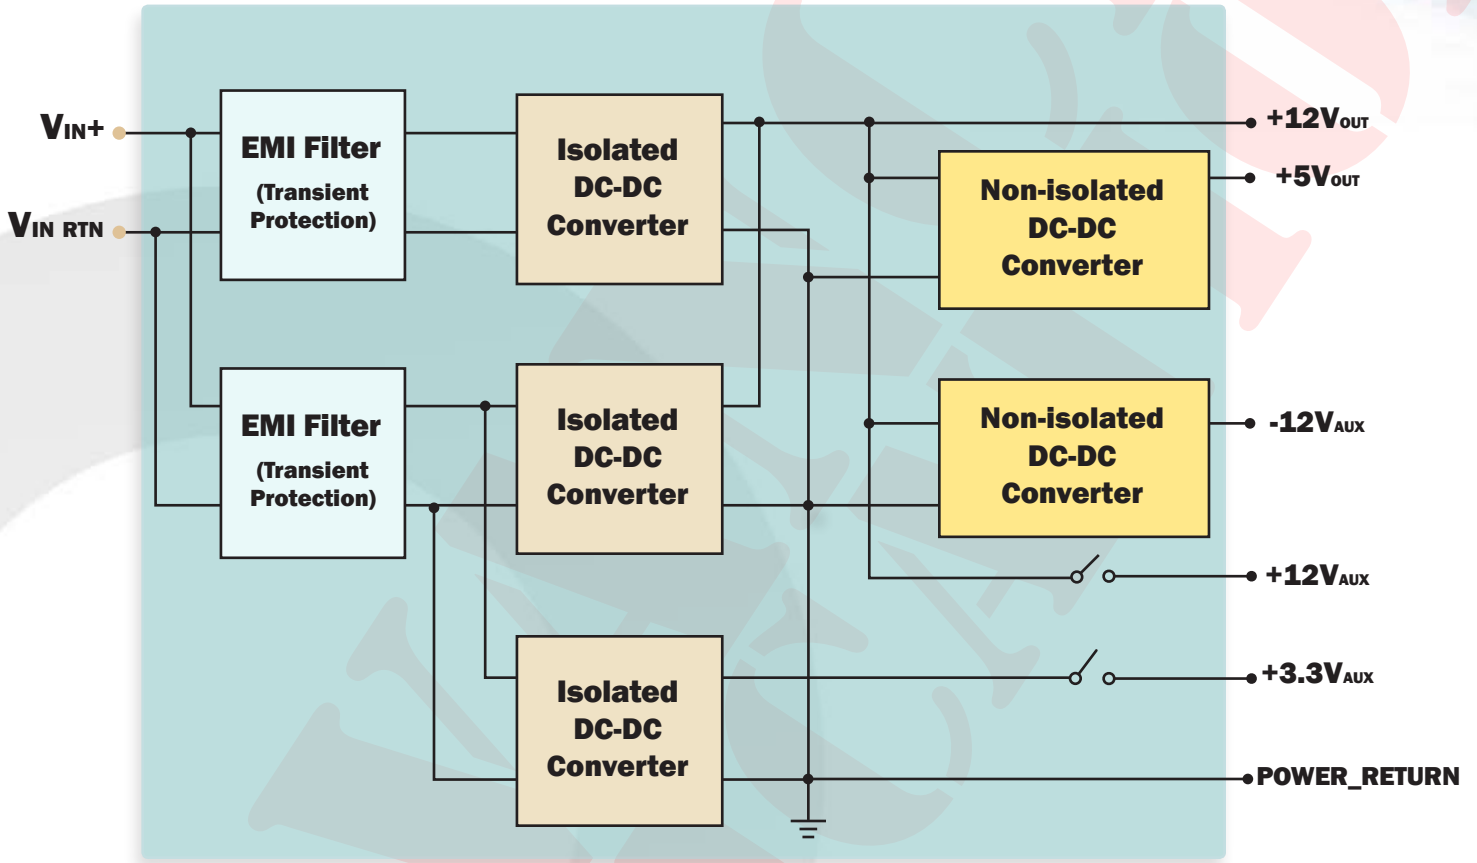 VIN+
VIN RTN
EMI Filter
(Transient
Protection)
Isolated
DC-DC
Converter
Non-isolated
DC-DC
Converter
+12VOUT
+5VOUT
EMI Filter
(Transient
Protection)
Isolated
DC-DC
Converter
Non-isolated
DC-DC
Converter
-12VAUX
+12VAUX
Isolated
DC-DC
Converter
+3.3VAUX
POWER_RETURN